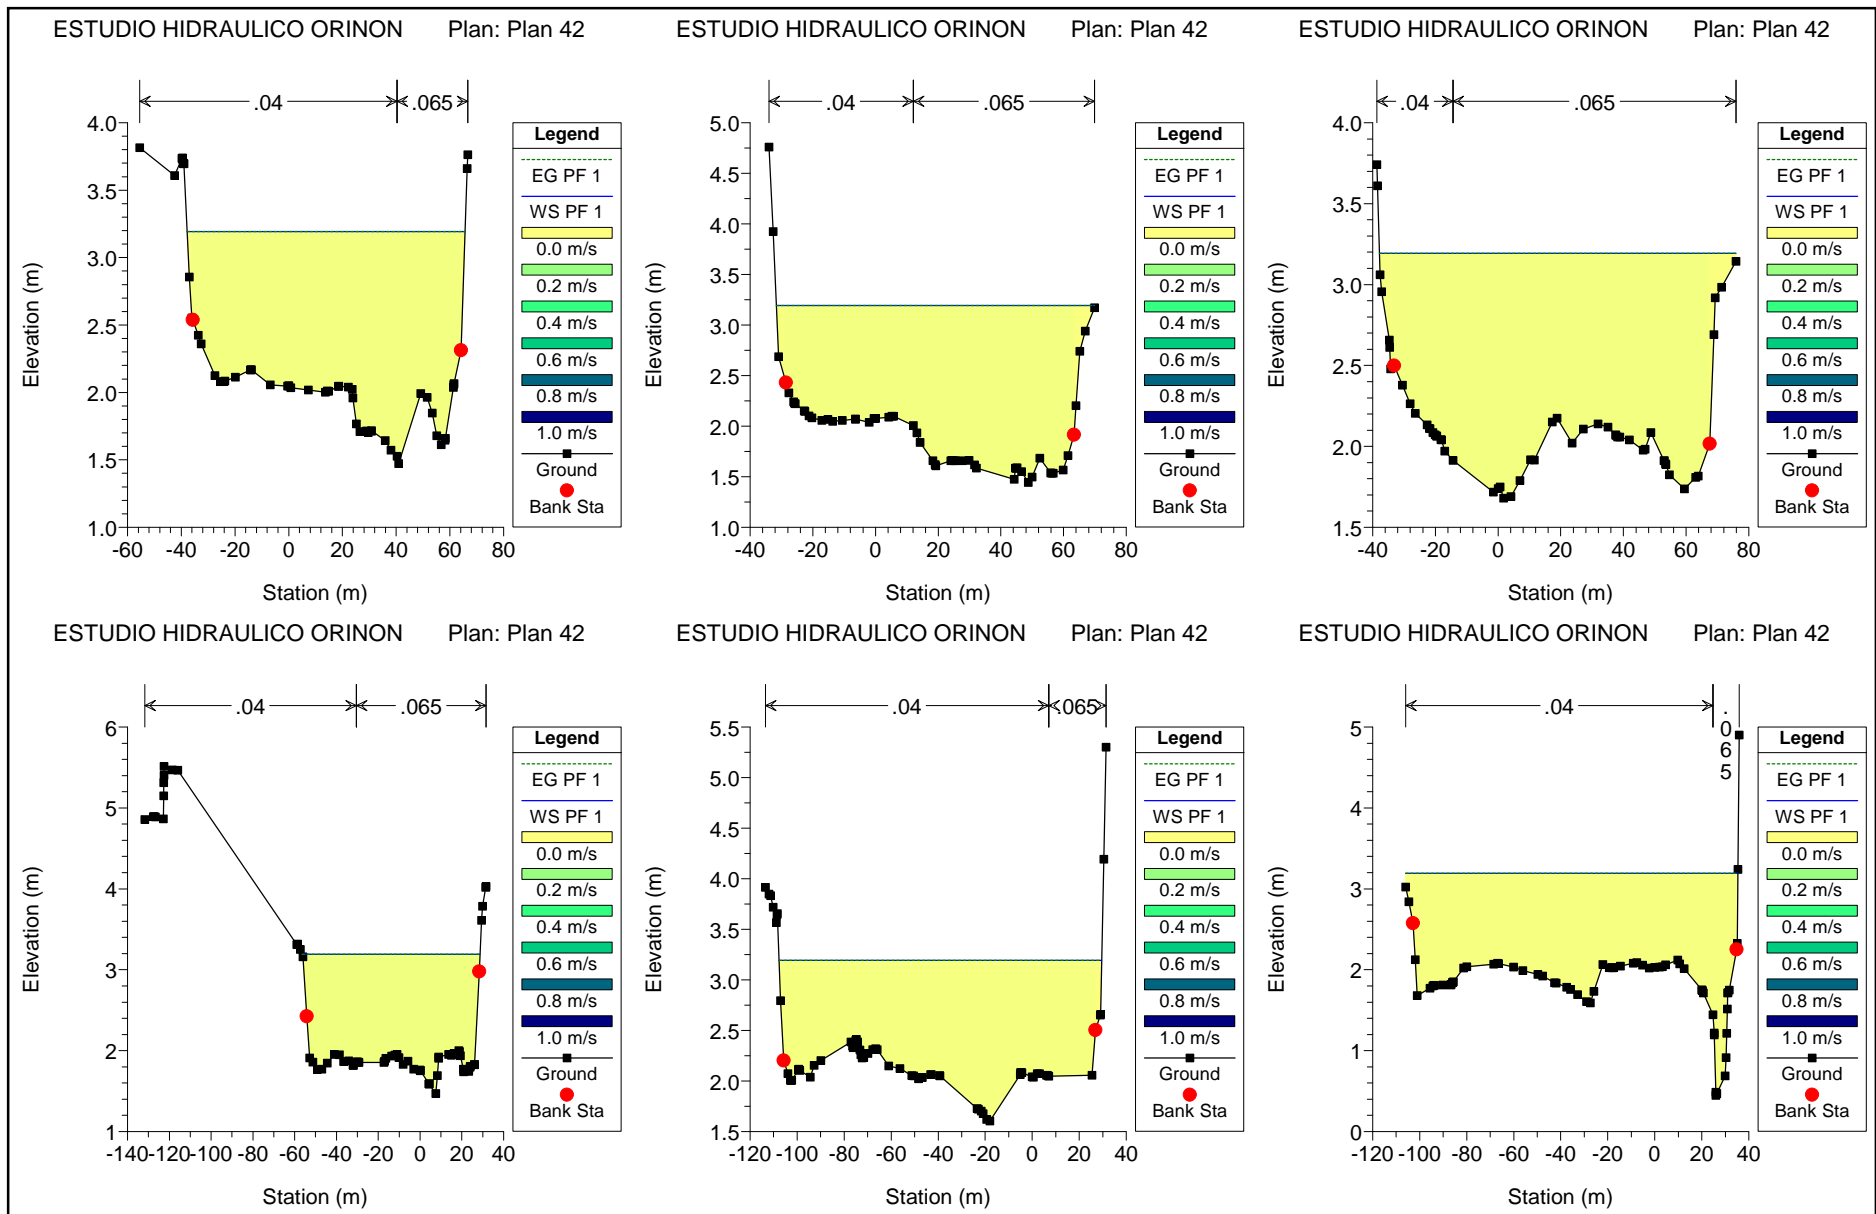 ESTUDIO HIDRAULICO ORINON Plan: Plan 42
.04 .065
Elevation (m)
4.0
3.5
3.0
2.5
2.0
1.5
1.0
-60 -40 -20 0 20 40 60 80
Station (m)
Legend
EG PF 1
WS PF 1
0.0 m/s
0.2 m/s
0.4 m/s
0.6 m/s
0.8 m/s
1.0 m/s
Ground
Bank Sta
ESTUDIO HIDRAULICO ORINON Plan: Plan 42
.04 .065
Elevation (m)
5.0
4.5
4.0
3.5
3.0
2.5
2.0
1.5
1.0
-40 -20 0 20 40 60 80
Station (m)
Legend
EG PF 1
WS PF 1
0.0 m/s
0.2 m/s
0.4 m/s
0.6 m/s
0.8 m/s
1.0 m/s
Ground
Bank Sta
ESTUDIO HIDRAULICO ORINON Plan: Plan 42
.04 .065
Elevation (m)
4.0
3.5
3.0
2.5
2.0
1.5
-40 -20 0 20 40 60 80
Station (m)
Legend
EG PF 1
WS PF 1
0.0 m/s
0.2 m/s
0.4 m/s
0.6 m/s
0.8 m/s
1.0 m/s
Ground
Bank Sta
ESTUDIO HIDRAULICO ORINON Plan: Plan 42
.04 .065
Elevation (m)
6
5
4
3
2
1
-140 -120 -100 -80 -60 -40 -20 0 20 40
Station (m)
Legend
EG PF 1
WS PF 1
0.0 m/s
0.2 m/s
0.4 m/s
0.6 m/s
0.8 m/s
1.0 m/s
Ground
Bank Sta
ESTUDIO HIDRAULICO ORINON Plan: Plan 42
.04 .065
Elevation (m)
5.5
5.0
4.5
4.0
3.5
3.0
2.5
2.0
1.5
-120 -100 -80 -60 -40 -20 0 20 40
Station (m)
Legend
EG PF 1
WS PF 1
0.0 m/s
0.2 m/s
0.4 m/s
0.6 m/s
0.8 m/s
1.0 m/s
Ground
Bank Sta
ESTUDIO HIDRAULICO ORINON Plan: Plan 42
.04 .
0
6
5
Elevation (m)
5
4
3
2
1
0
-120 -100 -80 -60 -40 -20 0 20 40
Station (m)
Legend
EG PF 1
WS PF 1
0.0 m/s
0.2 m/s
0.4 m/s
0.6 m/s
0.8 m/s
1.0 m/s
Ground
Bank Sta